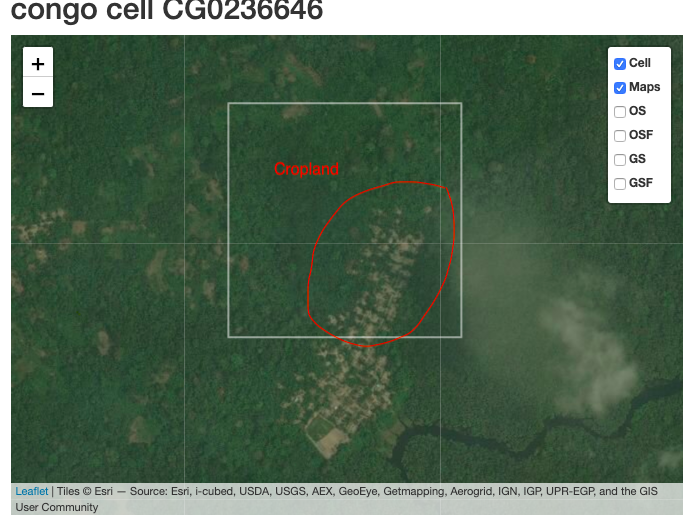 congo cell CG0236646
+
−
Cell
Maps
OS
OSF
GS
GSF
Cropland
Leaflet | Tiles © Esri — Source: Esri, i-cubed, USDA, USGS, AEX, GeoEye, Getmapping, Aerogrid, IGN, IGP, UPR-EGP, and the GIS
User Community